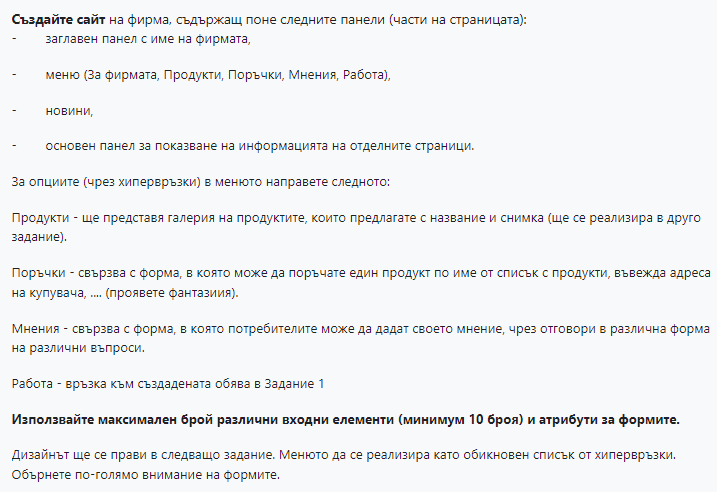 Създайте сайт на фирма, съдържащ поне следните панели (части на страницата):
- заглавен панел с име на фирмата,
- меню (За фирмата, Продукти, Поръчки, Мнения, Работа),
- новини,
- основен панел за показване на информацията на отделните страници.
За опциите (чрез хипервръзки) в менюто направете следното:
Продукти - ще представя галерия на продуктите, които предлагате с название и снимка (ще се реализира в друго
задание).
Поръчки - свързва с форма, в която може да поръчате един продукт по име от списък с продукти, въвежда адреса
на купувача, .... (проявете фантазиия).
Мнения - свързва с форма, в която потребителите може да дадат своето мнение, чрез отговори в различна форма
на различни въпроси.
Работа - връзка към създадената обява в Задание 1
Използвайте максимален брой различни входни елементи (минимум 10 броя) и атрибути за формите.
Дизайнът ще се прави в следващо задание. Менюто да се реализира като обикновен списък от хипервръзки.
Обърнете по-голямо внимание на формите.